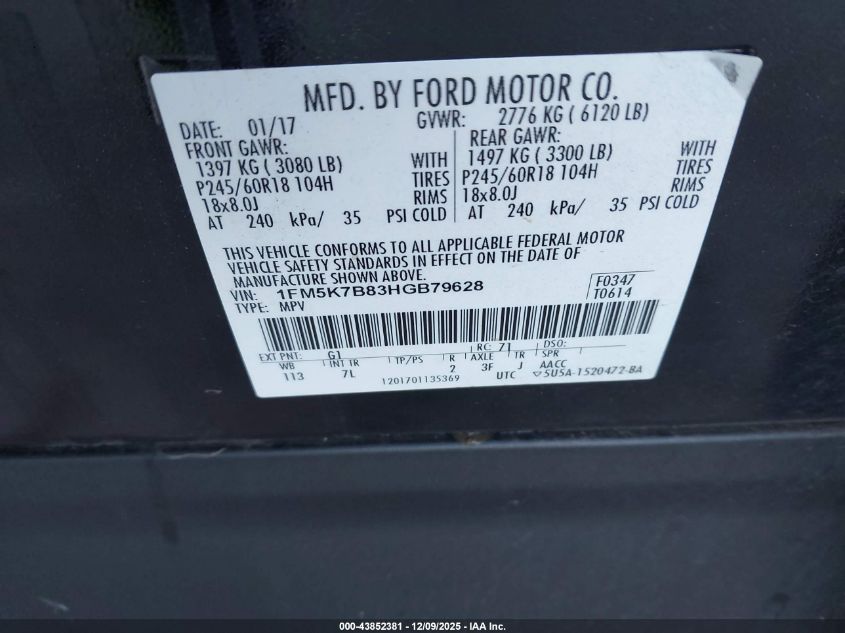 MFD. BY FORD MOTOR CO.
DATE: 01/17 GVWR: 2776 KG ( 6120 LB)
FRONT GAWR: REAR GAWR:
1397 KG ( 3080 LB) WITH 1497 KG ( 3300 LB) WITH
P245/60R18 104H TIRES P245/60R18 104H TIRES
18x8.0J RIMS 18x8.0J RIMS
AT 240 kPa/ 35 PSI COLD AT 240 kPa/ 35 PSI COLD
THIS VEHICLE CONFORMS TO ALL APPLICABLE FEDERAL MOTOR
VEHICLE SAFETY STANDARDS IN EFFECT ON THE DATE OF
MANUFACTURE SHOWN ABOVE.
VIN: 1FM5K7B83HGB79628 F0347
TYPE: MPV T0614
EXT PNT: G1 RC: 71 DSO:
WB INT TR TP/PS R AXLE TR SPR
113 7L 2 3F J AACC
1201701135369 UTC ▽5U5A-1520472-BA
000-43852381 | 12/09/2025 - IAA Inc.